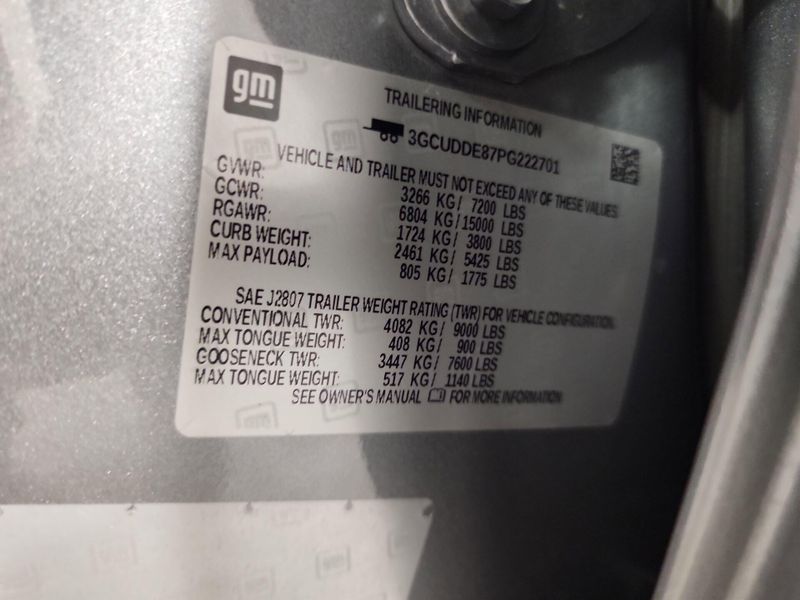 gm
TRAILERING INFORMATION
3GCUDDE87PG222701
VEHICLE AND TRAILER MUST NOT EXCEED ANY OF THESE VALUES
GVWR: 3266 KG/ 7200 LBS
GCWR: 6804 KG/15000 LBS
RGAWR: 1724 KG/ 3800 LBS
CURB WEIGHT: 2461 KG/ 5425 LBS
MAX PAYLOAD: 805 KG/ 1775 LBS
SAE J2807 TRAILER WEIGHT RATING (TWR) FOR VEHICLE CONFIGURATION.
CONVENTIONAL TWR: 4082 KG/ 9000 LBS
MAX TONGUE WEIGHT: 408 KG/ 900 LBS
GOOSENECK TWR: 3447 KG/ 7600 LBS
MAX TONGUE WEIGHT: 517 KG/ 1140 LBS
SEE OWNER'S MANUAL FOR MORE INFORMATION